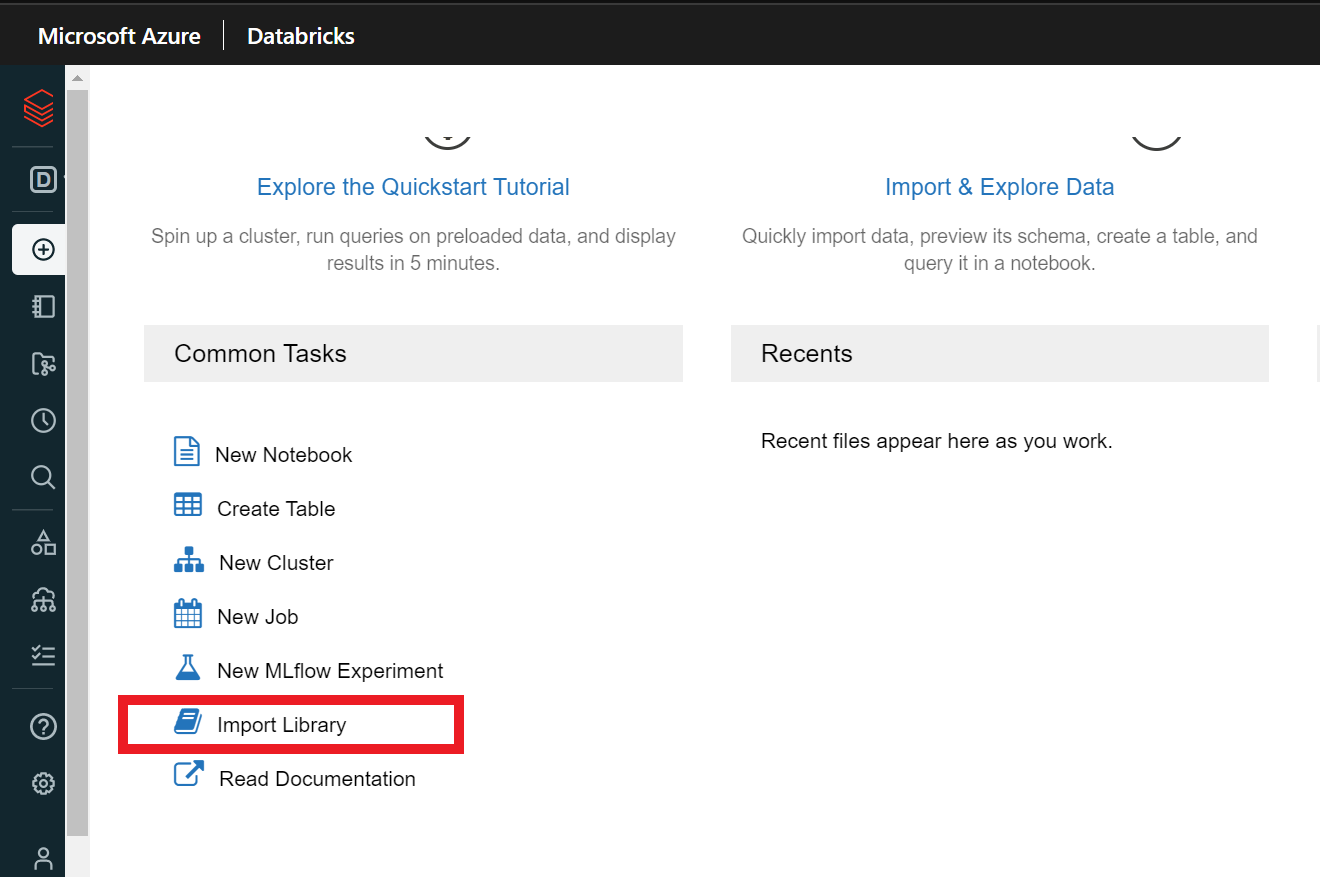 Microsoft Azure
Databricks
D
Explore the Quickstart Tutorial
Spin up a cluster, run queries on preloaded data, and display
results in 5 minutes.
Import & Explore Data
Quickly import data, preview its schema, create a table, and
query it in a notebook.
Common Tasks
New Notebook
Create Table
New Cluster
New Job
New MLflow Experiment
Import Library
Read Documentation
Recents
Recent files appear here as you work.